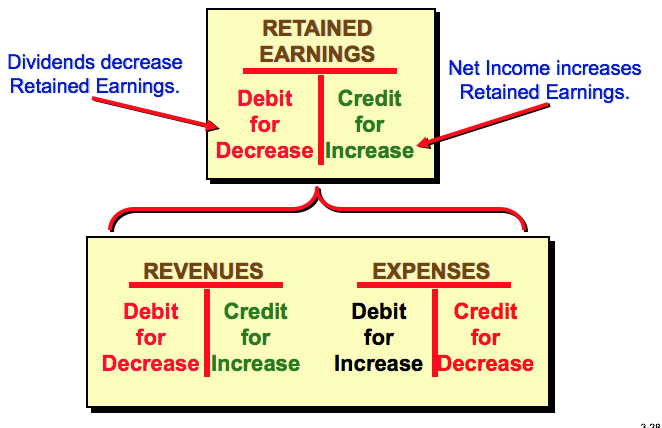 RETAINED
EARNINGS
Dividends decrease
Retained Earnings.
Net Income increases
Retained Earnings.
Debit
for
Decrease
Credit
for
Increase
REVENUES
Debit
for
Decrease
Credit
for
Increase
EXPENSES
Debit
for
Increase
Credit
for
Decrease